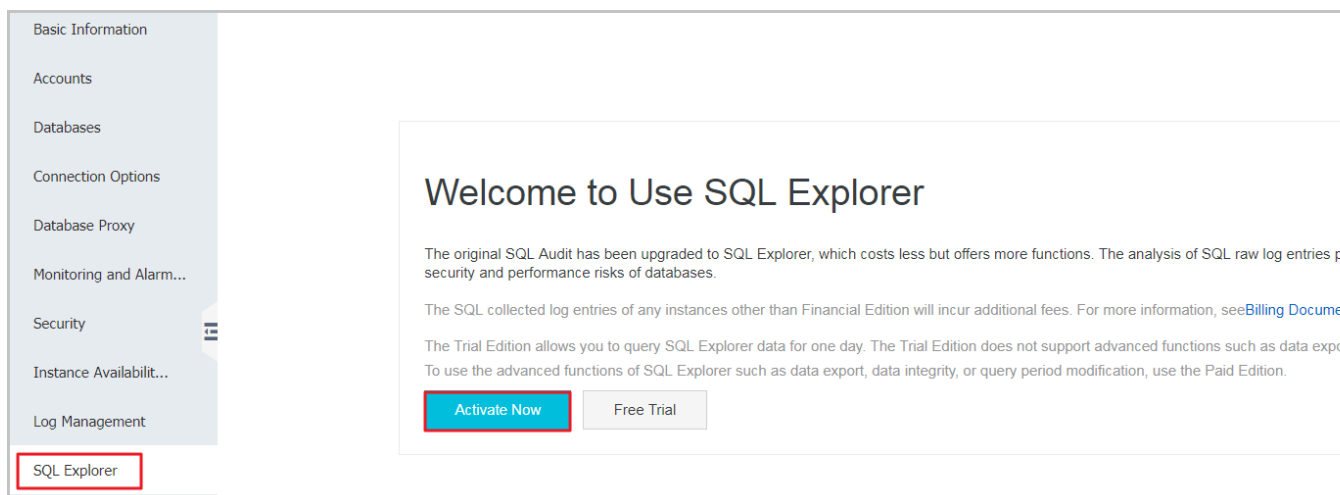 Basic Information
Accounts
Databases
Connection Options
Database Proxy
Monitoring and Alarm...
Security
Instance Availabilit...
Log Management
SQL Explorer
Welcome to Use SQL Explorer
The original SQL Audit has been upgraded to SQL Explorer, which costs less but offers more functions. The analysis of SQL raw log entries p
security and performance risks of databases.
The SQL collected log entries of any instances other than Financial Edition will incur additional fees. For more information, seeBilling Docume
The Trial Edition allows you to query SQL Explorer data for one day. The Trial Edition does not support advanced functions such as data expo
To use the advanced functions of SQL Explorer such as data export, data integrity, or query period modification, use the Paid Edition.
Activate Now Free Trial